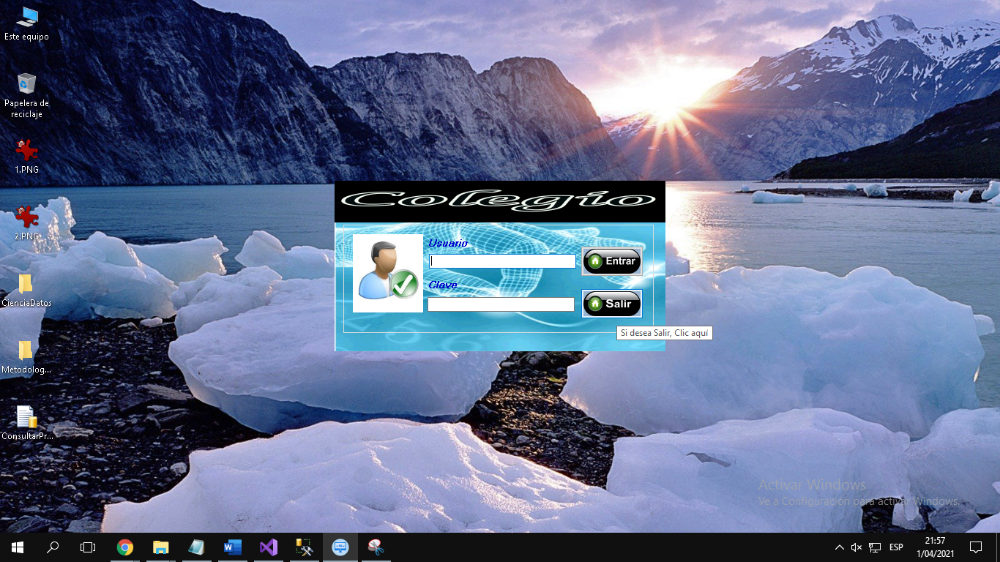 Este equipo
Papelera de
reciclaje
1.PNG
2.PNG
CienciaDatos
Metodolog...
ConsultarPr...
Colegio
Usuario
Entrar
Clave
Salir
Si desea Salir, Clic aquí
Activar Windows
Ve a Configuración para activar Windows.
ESP
21:57
1/04/2021